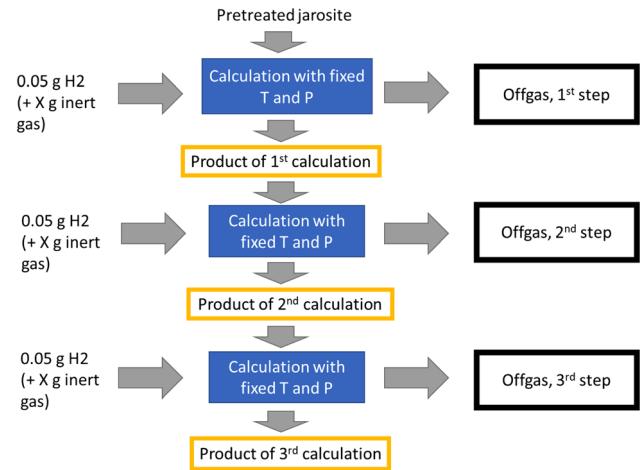 Pretreated jarosite
0.05 g H2
(+ X g inert
gas)
Calculation with fixed
T and P
Offgas, 1st step
Product of 1st calculation
0.05 g H2
(+ X g inert
gas)
Calculation with
fixed T and P
Offgas, 2nd step
Product of 2nd calculation
0.05 g H2
(+ X g inert
gas)
Calculation with
fixed T and P
Offgas, 3rd step
Product of 3rd calculation